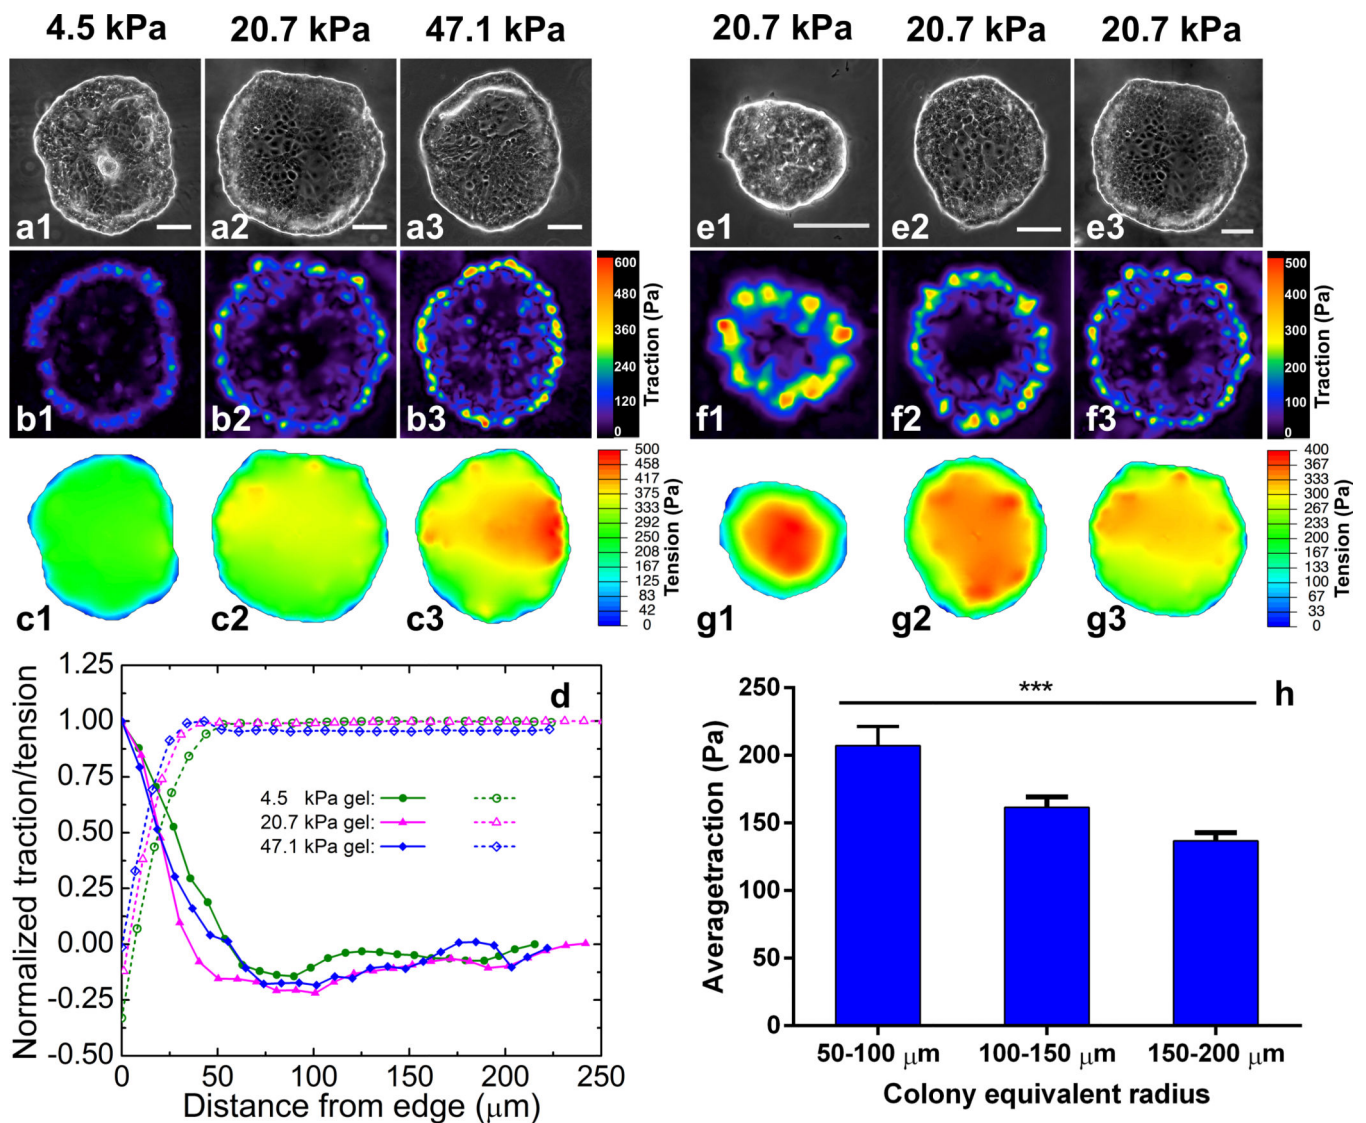 4.5 kPa 20.7 kPa 47.1 kPa 20.7 kPa 20.7 kPa 20.7 kPa
a1 a2 a3 e1 e2 e3
600
480
360
240
120
0
Traction (Pa)
b1 b2 b3
500
400
300
200
100
0
Traction (Pa)
f1 f2 f3
500
458
417
375
333
292
250
208
167
125
83
42
0
Tension (Pa)
c1 c2 c3
400
367
333
300
267
233
200
167
133
100
67
33
0
Tension (Pa)
g1 g2 g3
d
Normalized traction/tension
1.25
1.00
0.75
0.50
0.25
0.00
-0.25
-0.50
4.5 kPa gel:
20.7 kPa gel:
47.1 kPa gel:
0 50 100 150 200 250
Distance from edge (μm)
h
***
Averagetraction (Pa)
250
200
150
100
50
0
50-100 μm 100-150 μm 150-200 μm
Colony equivalent radius